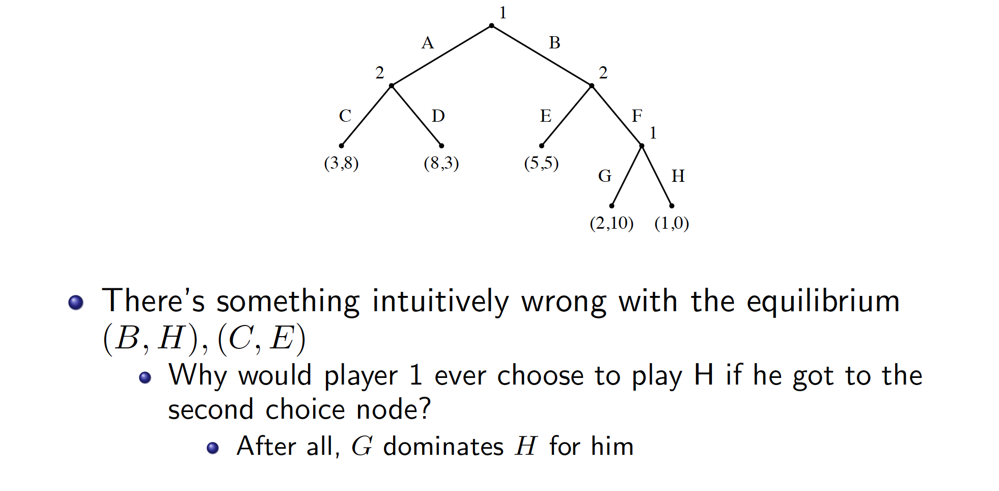 1
A
B
2
2
C
D
E
F
1
(3,8)
(8,3)
(5,5)
G
H
(2,10)
(1,0)
There's something intuitively wrong with the equilibrium
(B, H), (C, E)
Why would player 1 ever choose to play H if he got to the
second choice node?
After all, G dominates H for him